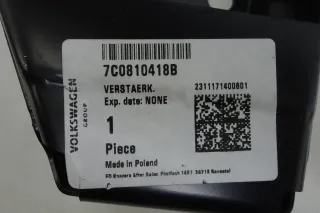 7C0810418B
VERSTAERK.
Exp. date: NONE
2311171400801
1
Piece
Made in Poland
VOLKSWAGEN
GROUP